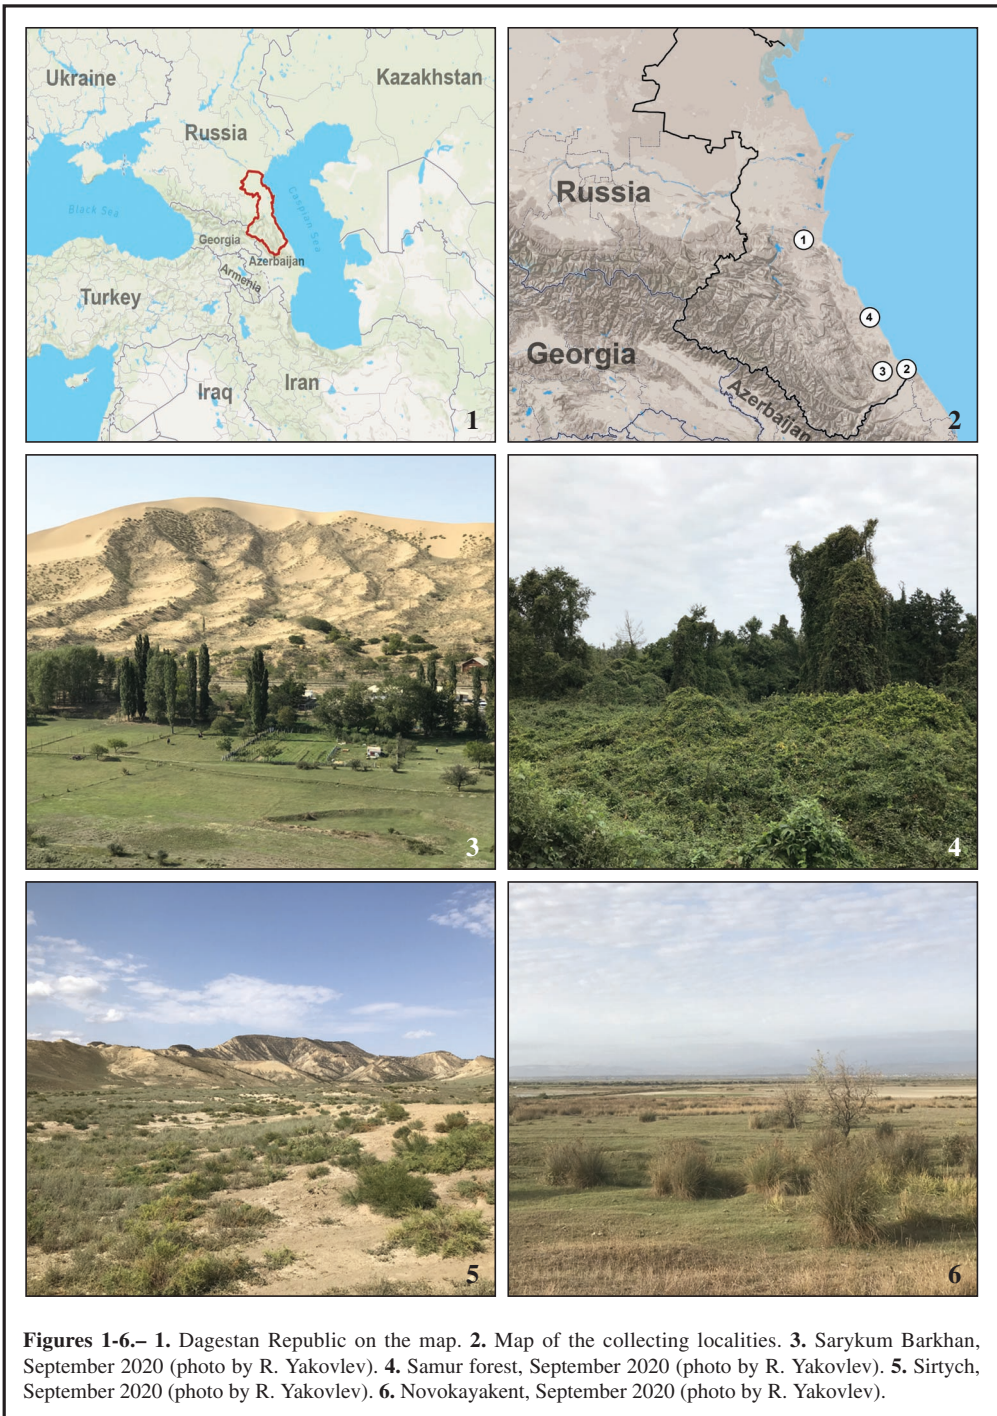 Ukraine
Kazakhstan
Russia
Black Sea
Caspian Sea
Georgia
Azerbaijan
Armenia
Turkey
Iraq
Iran
1
Russia
1
4
Georgia
3
2
Azerbaijan
2
3
4
5
6
Figures 1-6.– 1. Dagestan Republic on the map. 2. Map of the collecting localities. 3. Sarykum Barkhan,
September 2020 (photo by R. Yakovlev). 4. Samur forest, September 2020 (photo by R. Yakovlev). 5. Sirtych,
September 2020 (photo by R. Yakovlev). 6. Novokayakent, September 2020 (photo by R. Yakovlev).